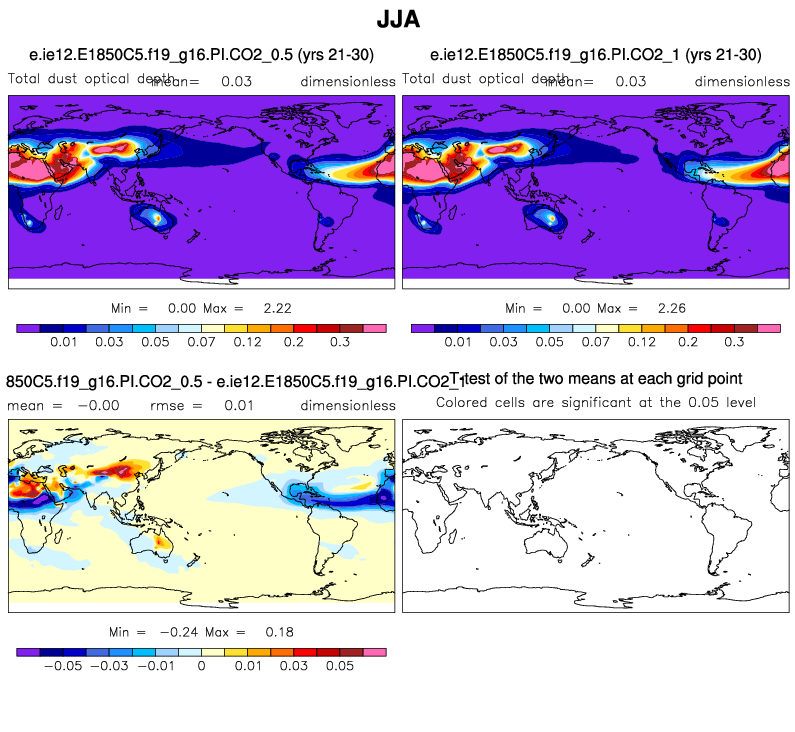 JJA
e.ie12.E1850C5.f19_g16.PI.CO2_0.5 (yrs 21-30)
e.ie12.E1850C5.f19_g16.PI.CO2_1 (yrs 21-30)
Total dust optical depth mean= 0.03 dimensionless
Total dust optical depth mean= 0.03 dimensionless
Min = 0.00 Max = 2.22
Min = 0.00 Max = 2.26
0.01 0.03 0.05 0.07 0.12 0.2 0.3
0.01 0.03 0.05 0.07 0.12 0.2 0.3
850C5.f19_g16.PI.CO2_0.5 - e.ie12.E1850C5.f19_g16.PI.CO2_1
T-test of the two means at each grid point
mean = −0.00 rmse = 0.01 dimensionless
Colored cells are significant at the 0.05 level
Min = −0.24 Max = 0.18
−0.05 −0.03 −0.01 0 0.01 0.03 0.05